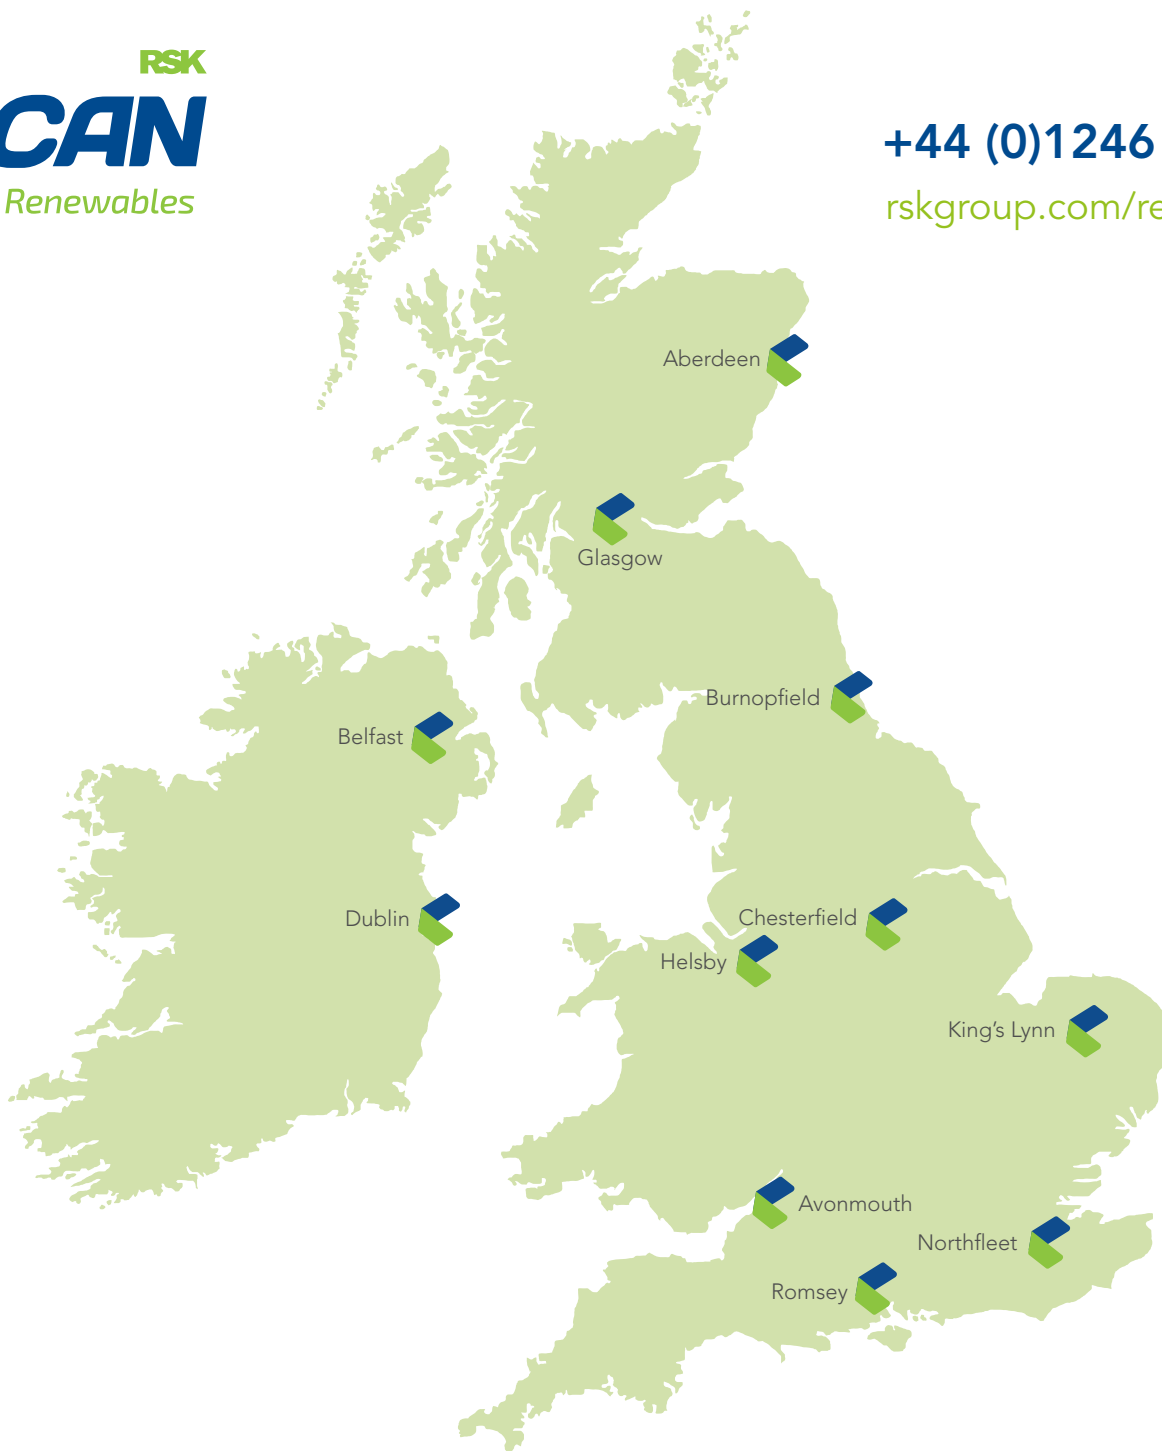 RSK
CAN
Renewables
+44 (0)1246
rskgroup.com/re
Aberdeen
Glasgow
Burnopfield
Belfast
Dublin
Chesterfield
Helsby
King's Lynn
Avonmouth
Northfleet
Romsey